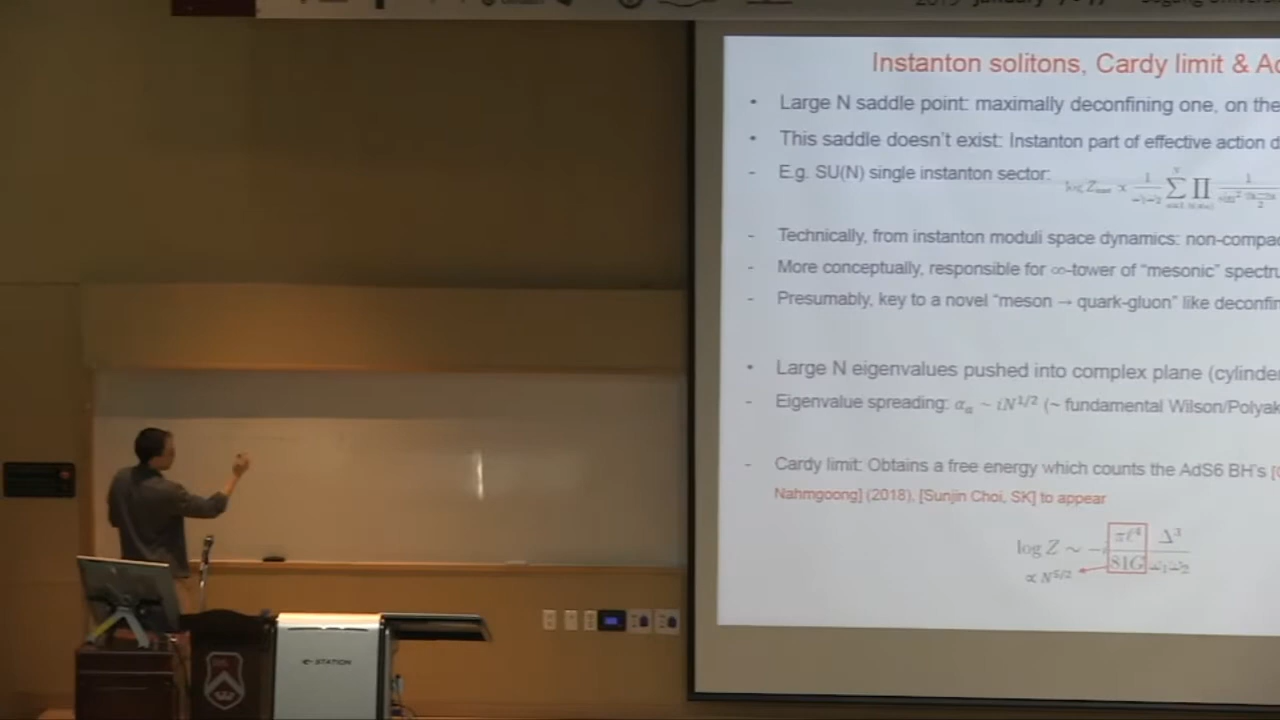 2019 January
Instanton solitons, Cardy limit & Ad
• Large N saddle point: maximally deconfining one, on the
• This saddle doesn't exist: Instanton part of effective action d
- E.g. SU(N) single instanton sector:
- Technically, from instanton moduli space dynamics: non-compa
- More conceptually, responsible for ∞-tower of "mesonic" spectru
- Presumably, key to a novel "meson → quark-gluon" like deconfin
• Large N eigenvalues pushed into complex plane (cylinder
- Eigenvalue spreading: αₐ ~ iN^{1/2} (~ fundamental Wilson/Polyak
- Cardy limit: Obtains a free energy which counts the AdS6 BH's [
Nahmgoong] (2018), [Sunjin Choi, SK] to appear
log Z ~
∝ N^{5/2}
e-STATION